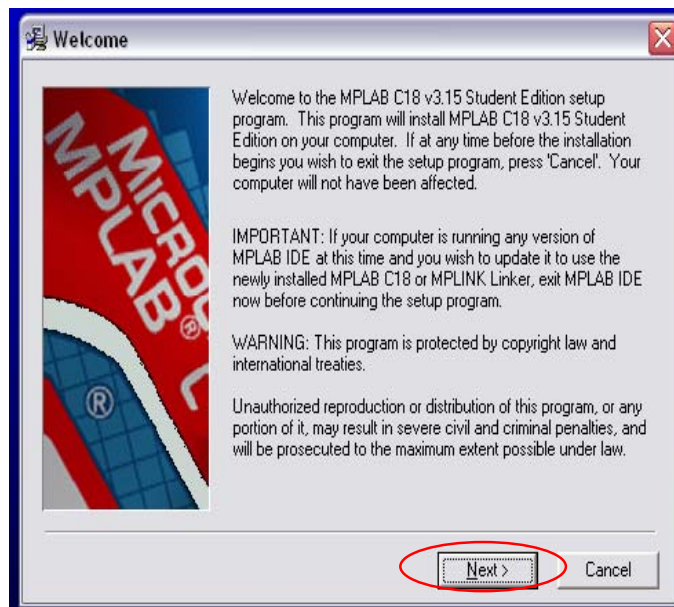 Welcome
Welcome to the MPLAB C18 v3.15 Student Edition setup
program. This program will install MPLAB C18 v3.15 Student
Edition on your computer. If at any time before the installation
begins you wish to exit the setup program, press 'Cancel'. Your
computer will not have been affected.
IMPORTANT: If your computer is running any version of
MPLAB IDE at this time and you wish to update it to use the
newly installed MPLAB C18 or MPLINK Linker, exit MPLAB IDE
now before continuing the setup program.
WARNING: This program is protected by copyright law and
international treaties.
Unauthorized reproduction or distribution of this program, or any
portion of it, may result in severe civil and criminal penalties, and
will be prosecuted to the maximum extent possible under law.
MICROC
MPLAB® C
®
Next >
Cancel